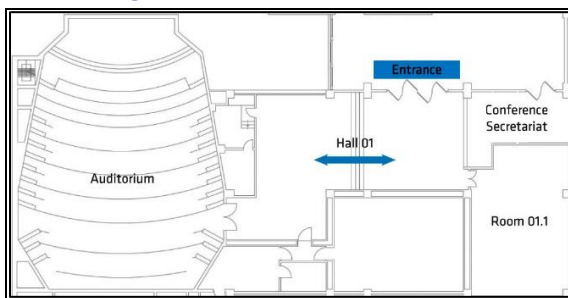 Entrance
Conference
Secretariat
Hall 01
Auditorium
Room 01.1